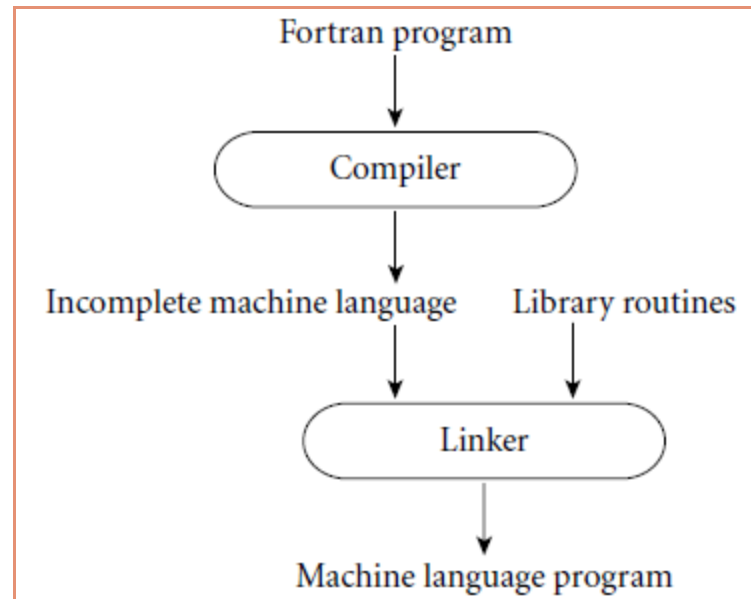 Fortran program
Compiler
Incomplete machine language
Library routines
Linker
Machine language program